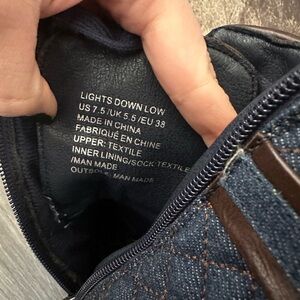 LIGHTS DOWN LOW
US 7.5 /UK 5.5 /EU 38
MADE IN CHINA
FABRIQUÉ EN CHINE
UPPER: TEXTILE
INNER LINING/SOCK:TEXTILE
/MAN MADE
OUTSOLE: MAN MADE